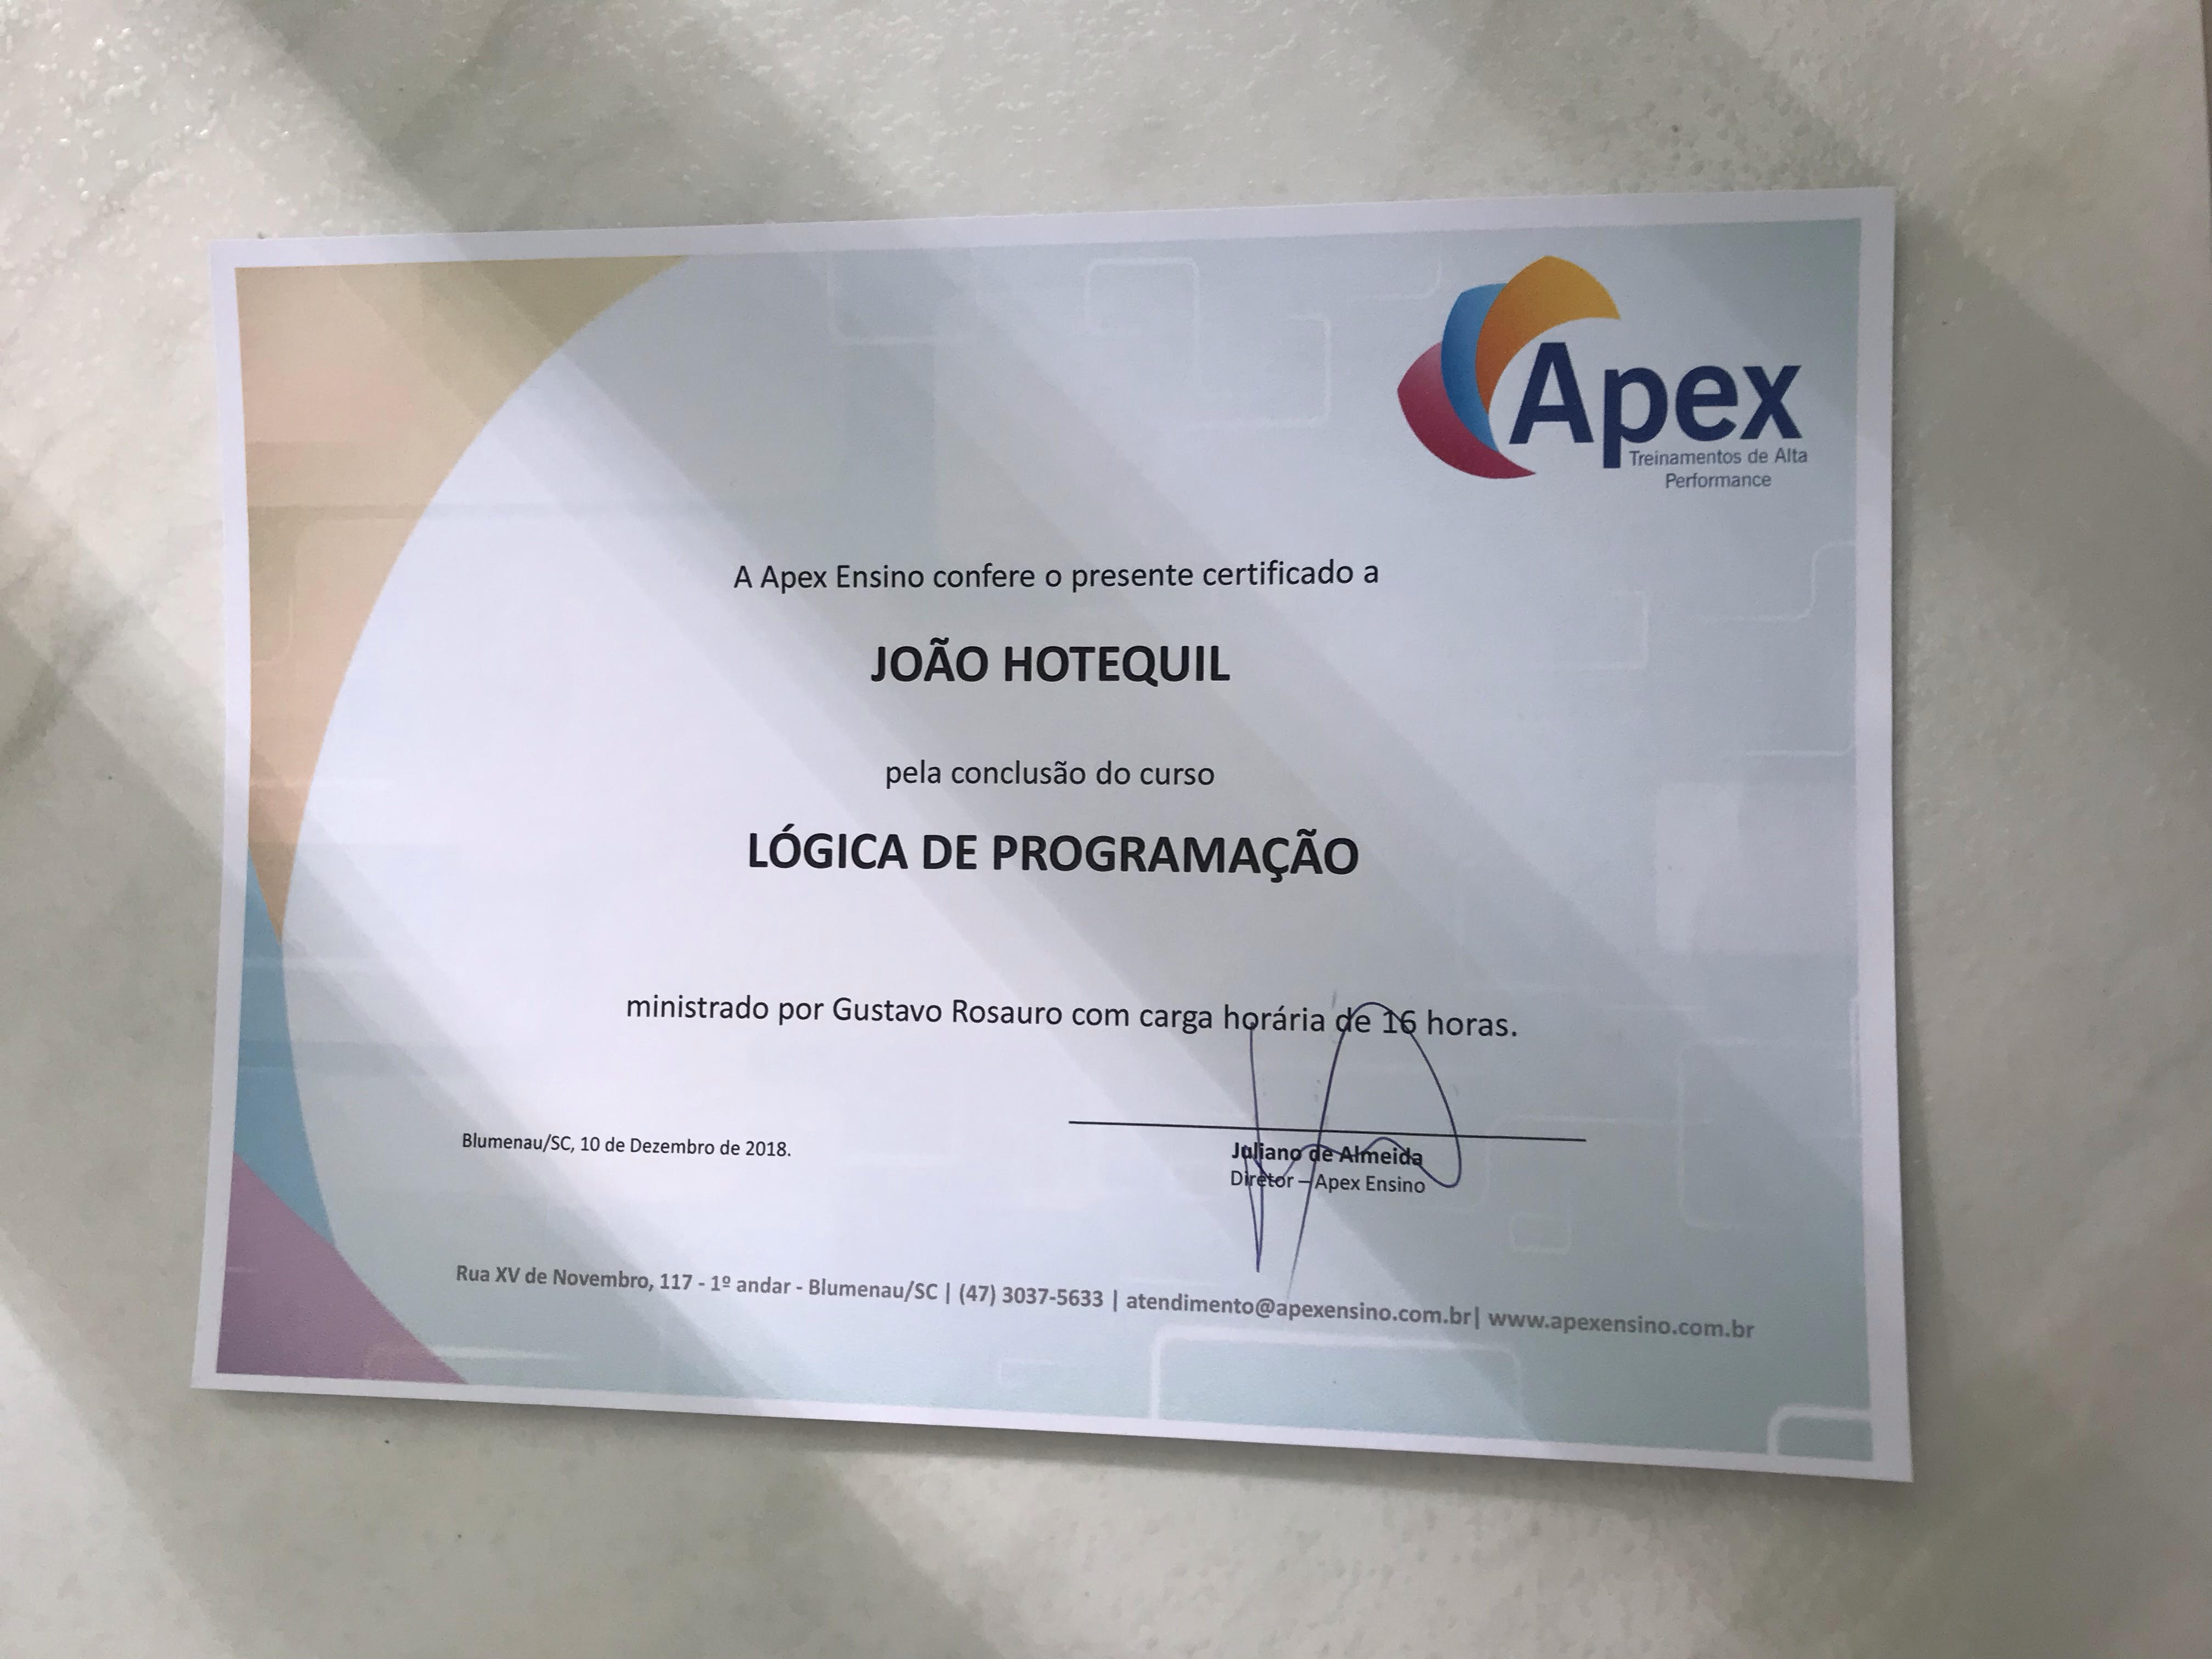 Apex
Treinamentos de Alta
Performance
A Apex Ensino confere o presente certificado a
JOÃO HOTEQUIL
pela conclusão do curso
LÓGICA DE PROGRAMAÇÃO
ministrado por Gustavo Rosauro com carga horária de 16 horas.
Blumenau/SC, 10 de Dezembro de 2018.
Juliano de Almeida
Diretor – Apex Ensino
Rua XV de Novembro, 117 - 1º andar - Blumenau/SC | (47) 3037-5633 | atendimento@apexensino.com.br| www.apexensino.com.br